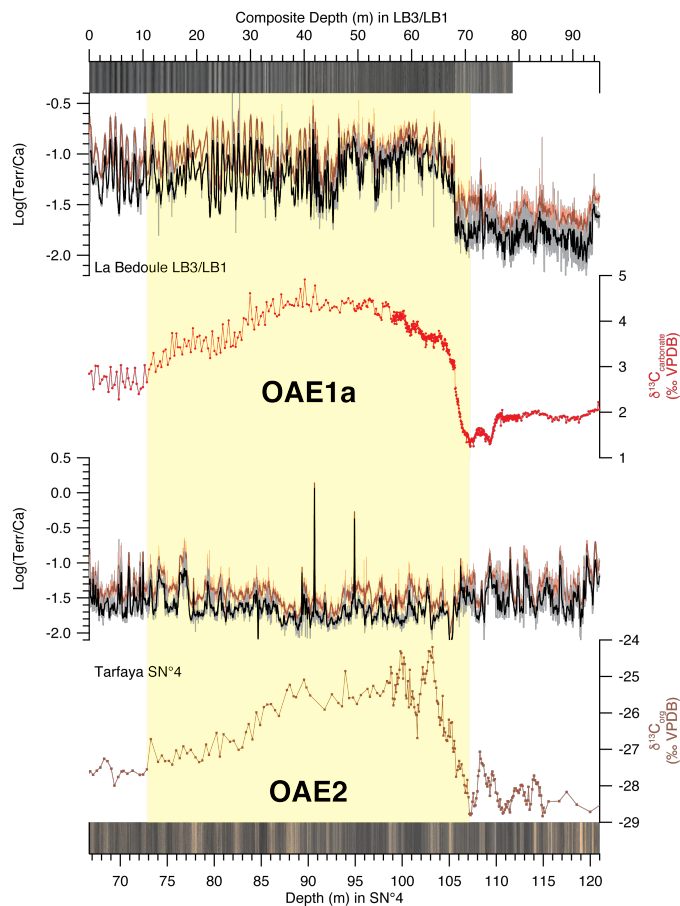 Composite Depth (m) in LB3/LB1
0 10 20 30 40 50 60 70 80 90
-0.5
-1.0
-1.5
-2.0
Log(Terr/Ca)
La Bedoule LB3/LB1
5
4
3
2
1
δ¹³Ccarbonate
(‰ VPDB)
OAE1a
0.5
0.0
-0.5
-1.0
-1.5
-2.0
Log(Terr/Ca)
Tarfaya SN°4
-24
-25
-26
-27
-28
-29
δ¹³Corg
(‰ VPDB)
OAE2
70 75 80 85 90 95 100 105 110 115 120
Depth (m) in SN°4